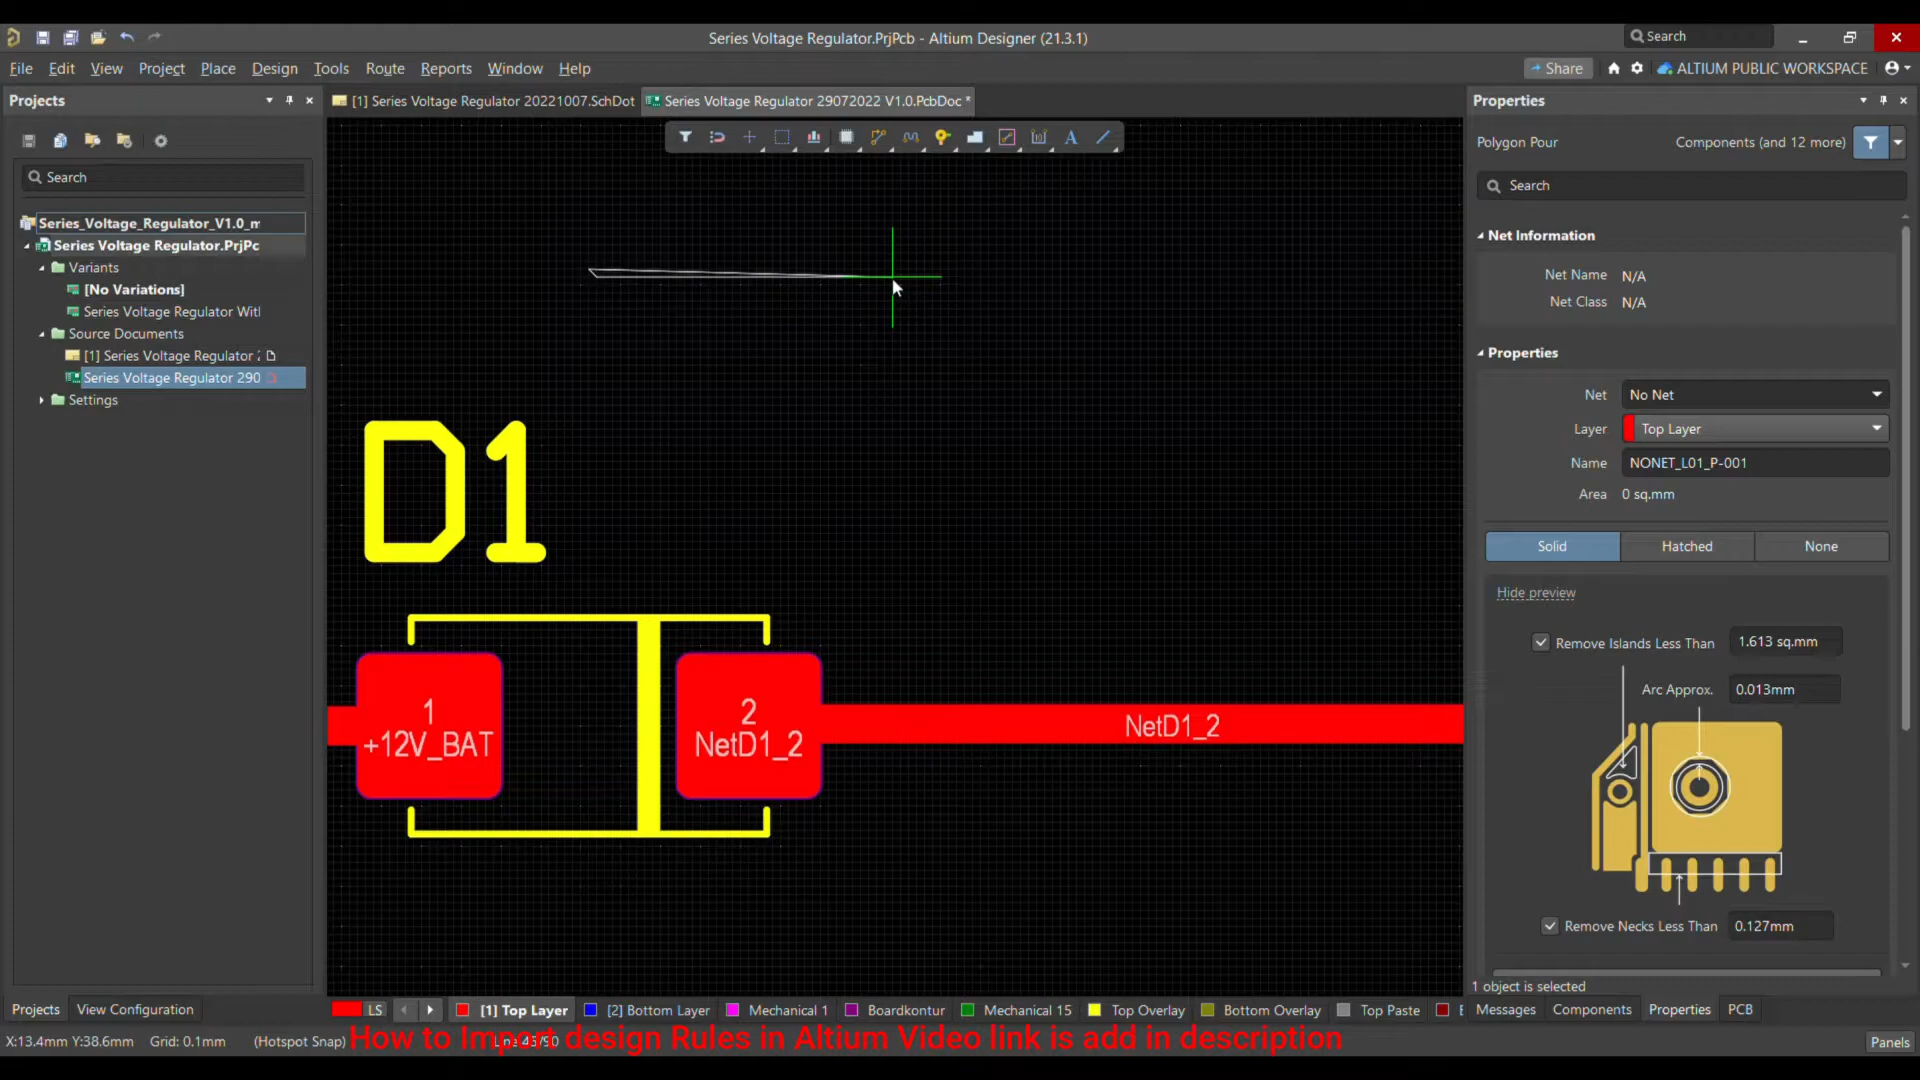 Series Voltage Regulator.PrjPcb - Altium Designer (21.3.1)
Search
File Edit View Project Place Design Tools Route Reports Window Help
Share
ALTIUM PUBLIC WORKSPACE
Projects
[1] Series Voltage Regulator 20221007.SchDot
Series Voltage Regulator 29072022 V1.0.PcbDoc *
Properties
Search
Series_Voltage_Regulator_V1.0_m
Series Voltage Regulator.PrjPc
Variants
[No Variations]
Series Voltage Regulator Witl
Source Documents
[1] Series Voltage Regulator 2
Series Voltage Regulator 290
Settings
D1
1
+12V_BAT
2
NetD1_2
NetD1_2
Polygon Pour
Components (and 12 more)
Search
Net Information
Net Name N/A
Net Class N/A
Properties
Net No Net
Layer Top Layer
Name NONET_L01_P-001
Area 0 sq.mm
Solid Hatched None
Hide preview
Remove Islands Less Than 1.613 sq.mm
Arc Approx. 0.013mm
Remove Necks Less Than 0.127mm
1 object is selected
Projects View Configuration
LS [1] Top Layer [2] Bottom Layer Mechanical 1 Boardkontur Mechanical 15 Top Overlay Bottom Overlay Top Paste
Messages Components Properties PCB
X:13.4mm Y:38.6mm Grid: 0.1mm (Hotspot Snap)
How to Import design Rules in Altium Video link is add in description
Panels